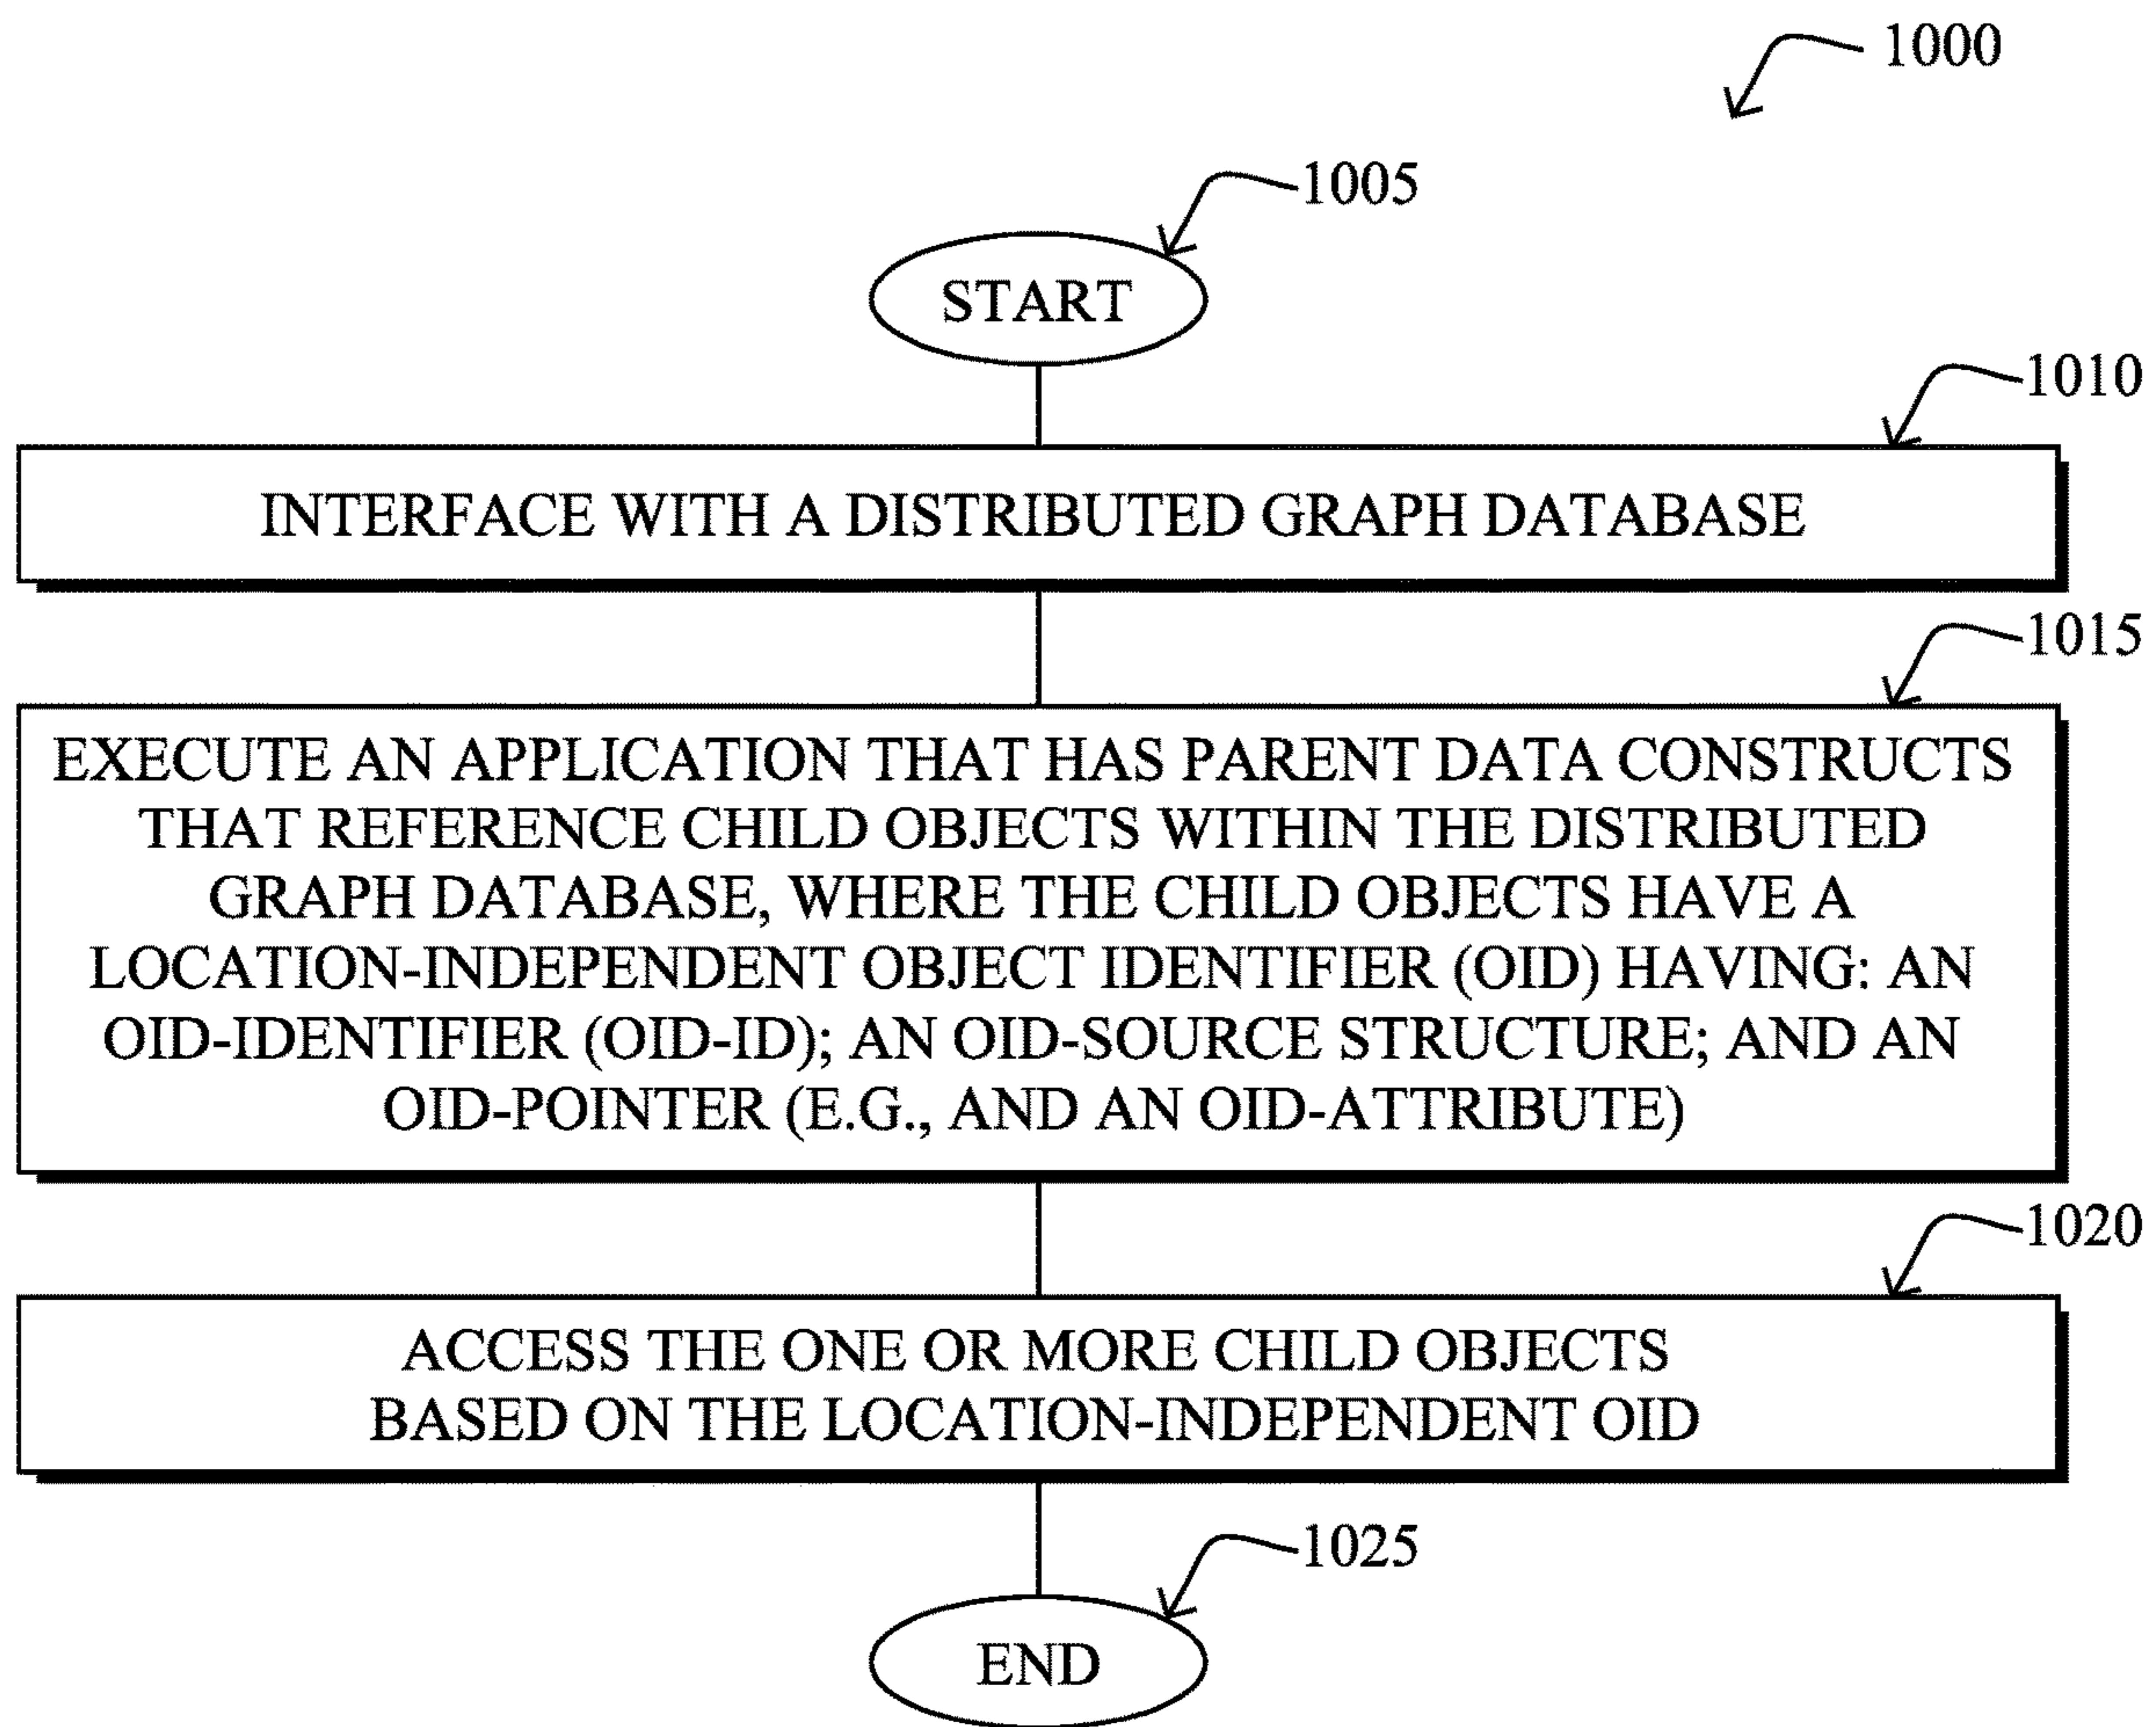 1000
1005
START
1010
INTERFACE WITH A DISTRIBUTED GRAPH DATABASE
1015
EXECUTE AN APPLICATION THAT HAS PARENT DATA CONSTRUCTS
THAT REFERENCE CHILD OBJECTS WITHIN THE DISTRIBUTED
GRAPH DATABASE, WHERE THE CHILD OBJECTS HAVE A
LOCATION-INDEPENDENT OBJECT IDENTIFIER (OID) HAVING: AN
OID-IDENTIFIER (OID-ID); AN OID-SOURCE STRUCTURE; AND AN
OID-POINTER (E.G., AND AN OID-ATTRIBUTE)
1020
ACCESS THE ONE OR MORE CHILD OBJECTS
BASED ON THE LOCATION-INDEPENDENT OID
1025
END